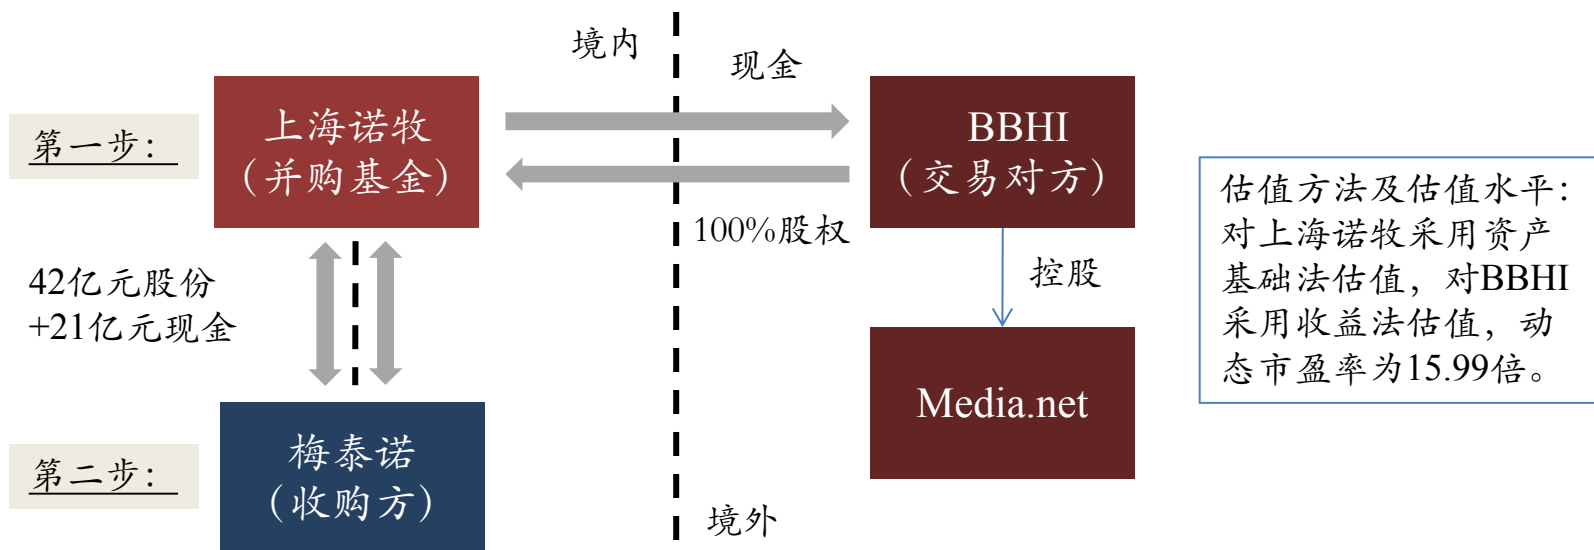 境内
现金
第一步：
上海诺牧
（并购基金）
BBHI
（交易对方）
100%股权
42亿元股份
+21亿元现金
控股
估值方法及估值水平：
对上海诺牧采用资产
基础法估值，对BBHI
采用收益法估值，动
态市盈率为15.99倍。
Media.net
第二步：
梅泰诺
（收购方）
境外